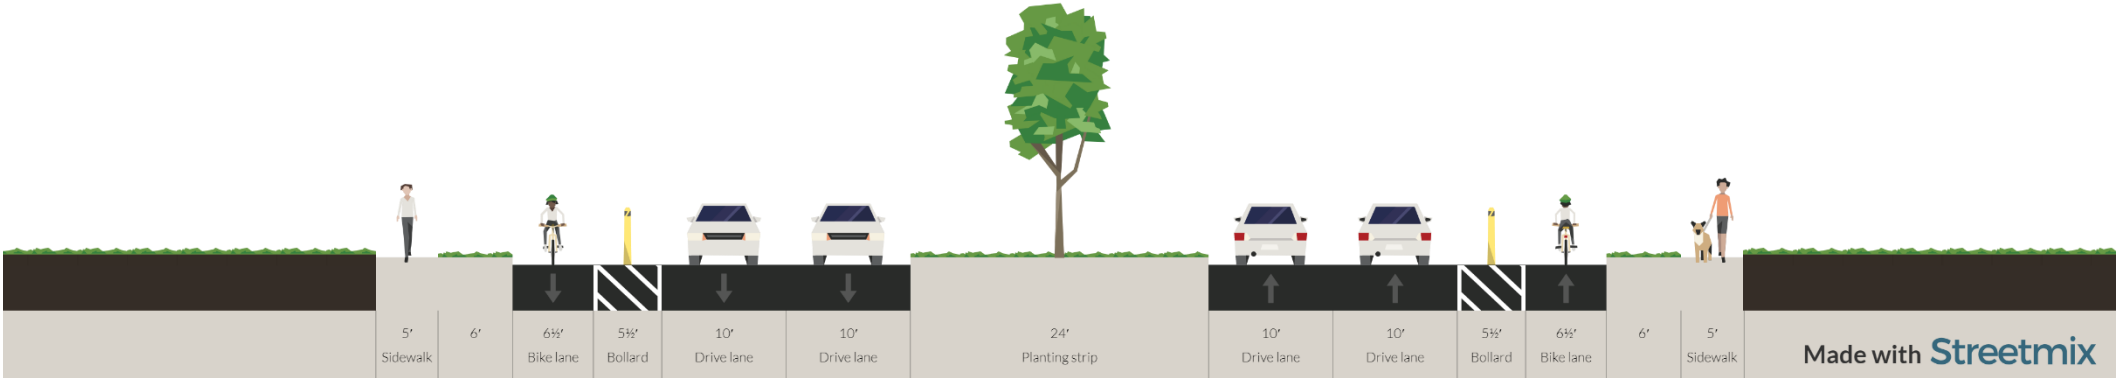 5′ 6′ 6½′ 5½′ 10′ 10′ 24′ 10′ 10′ 5½′ 6½′ 6′ 5′
Sidewalk Bike lane Bollard Drive lane Drive lane Planting strip Drive lane Drive lane Bollard Bike lane Sidewalk
Made with Streetmix